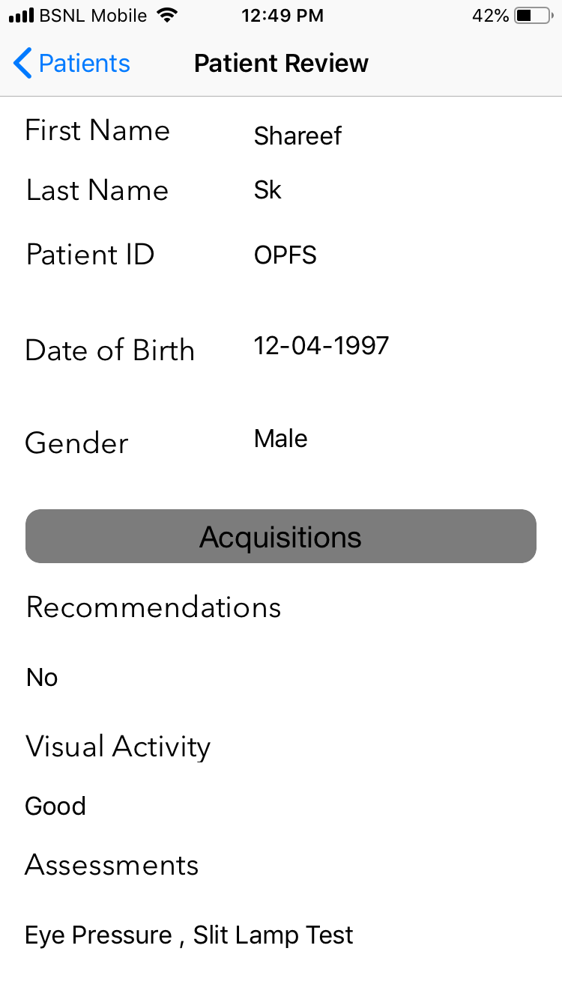 BSNL Mobile 12:49 PM 42%
Patients Patient Review
First Name Shareef
Last Name Sk
Patient ID OPFS
Date of Birth 12-04-1997
Gender Male
Acquisitions
Recommendations
No
Visual Activity
Good
Assessments
Eye Pressure , Slit Lamp Test